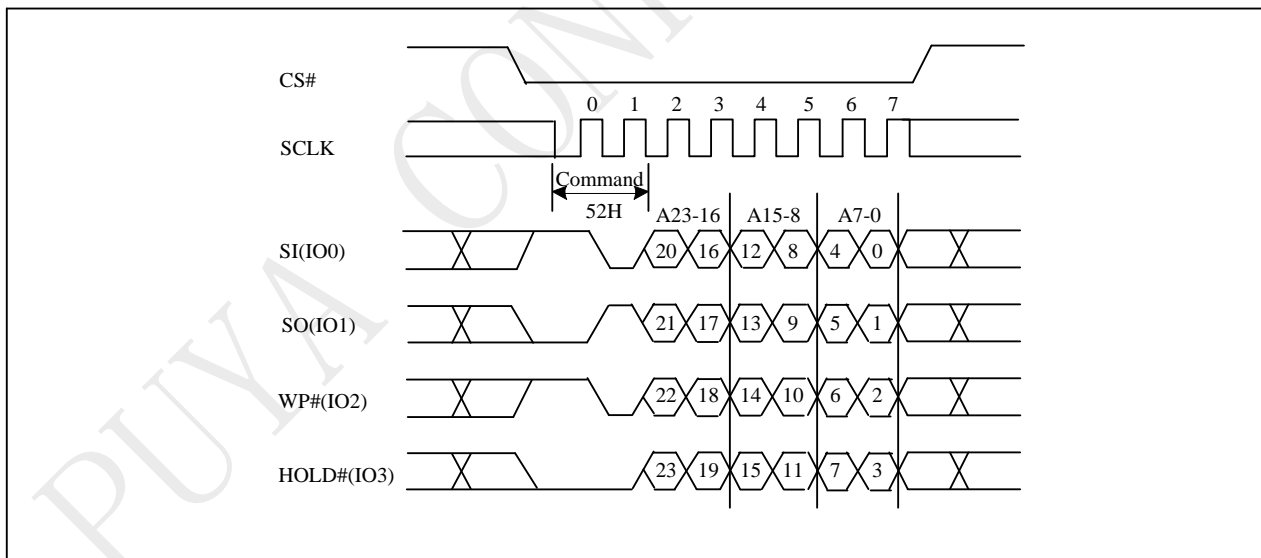 CS#
0 1 2 3 4 5 6 7
SCLK
Command
52H
A23-16 A15-8 A7-0
SI(IO0) 20 16 12 8 4 0
SO(IO1) 21 17 13 9 5 1
WP#(IO2) 22 18 14 10 6 2
HOLD#(IO3) 23 19 15 11 7 3
PUYA CON